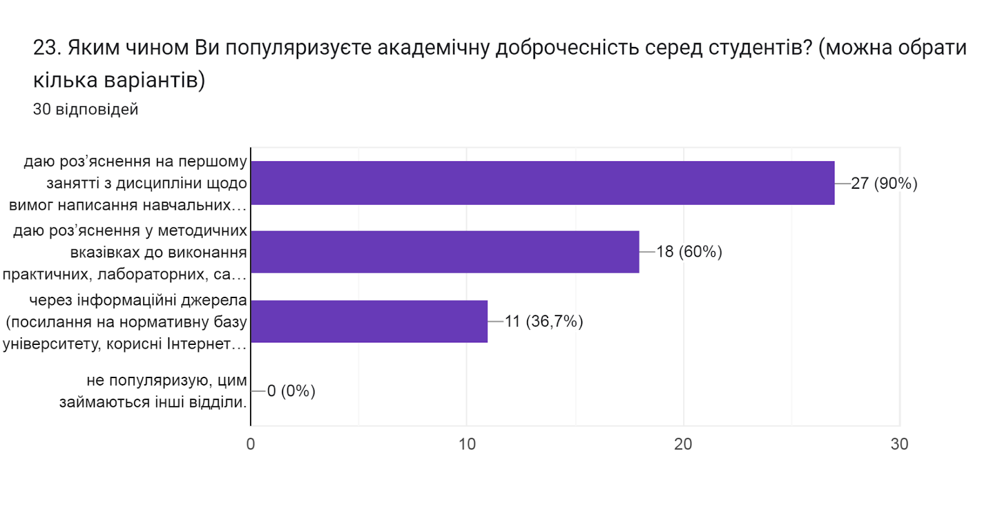 23. Яким чином Ви популяризуєте академічну доброчесність серед студентів? (можна обрати
кілька варіантів)
30 відповідей
даю роз’яснення на першому
занятті з дисципліни щодо
вимог написання навчальних…
27 (90%)
даю роз’яснення у методичних
вказівках до виконання
практичних, лабораторних, са…
18 (60%)
через інформаційні джерела
(посилання на нормативну базу
університету, корисні Інтернет…
11 (36,7%)
не популяризую, цим
займаються інші відділи.
0 (0%)
0 10 20 30